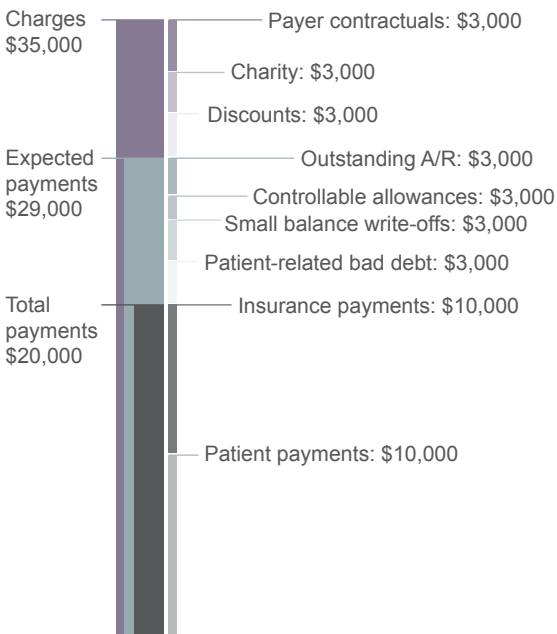 Charges
$35,000
Payer contractuals: $3,000
Charity: $3,000
Discounts: $3,000
Expected
payments
$29,000
Outstanding A/R: $3,000
Controllable allowances: $3,000
Small balance write-offs: $3,000
Patient-related bad debt: $3,000
Total
payments
$20,000
Insurance payments: $10,000
Patient payments: $10,000